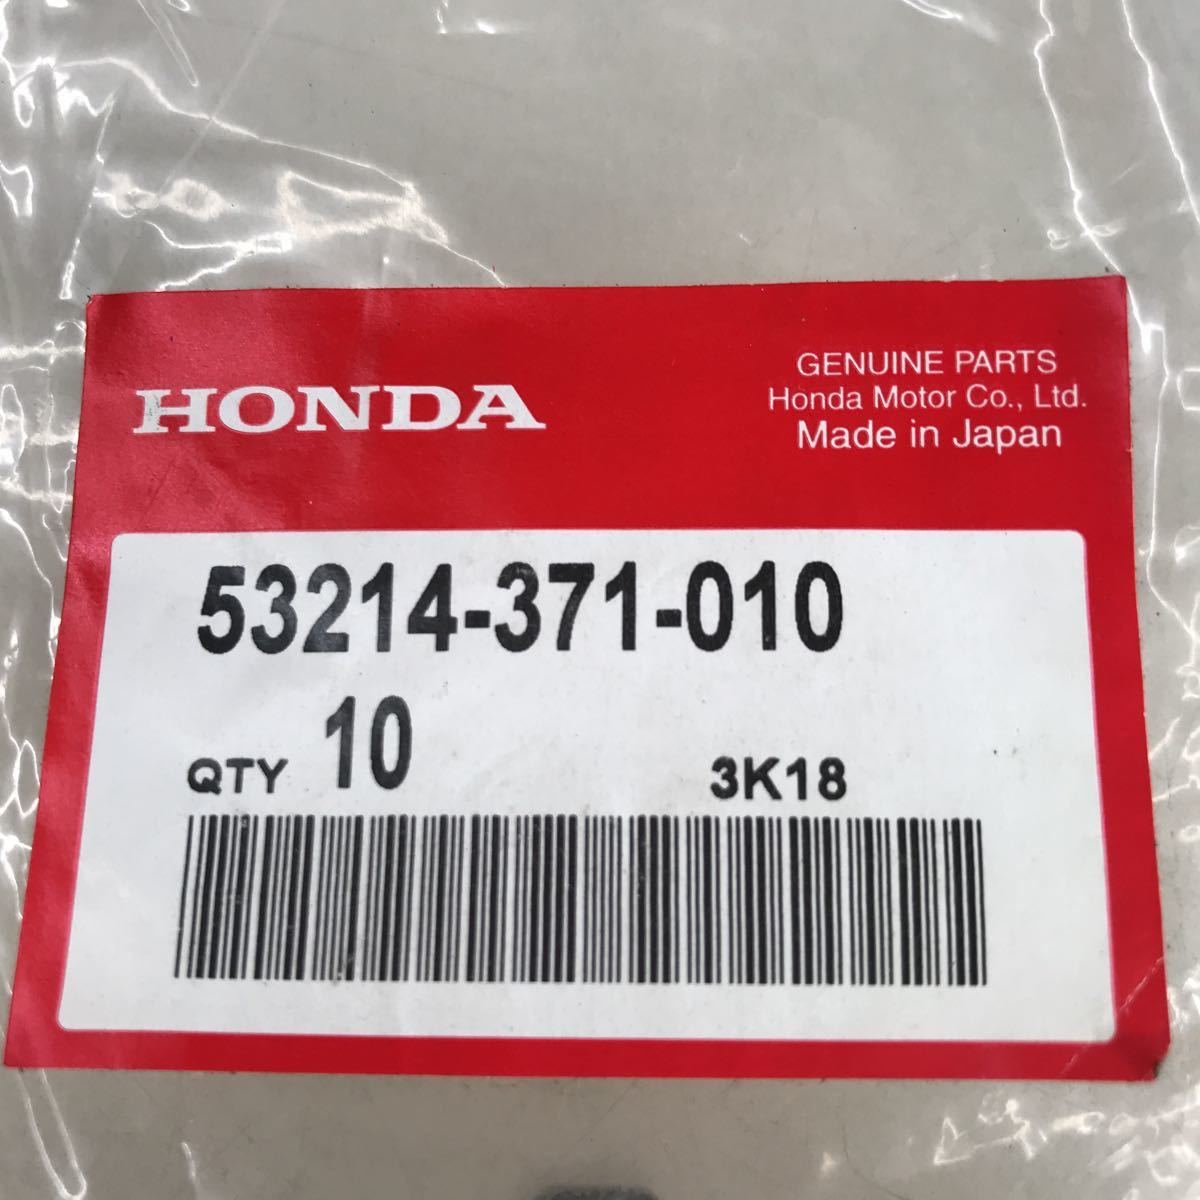 HONDA
GENUINE PARTS
Honda Motor Co., Ltd.
Made in Japan
53214-371-010
QTY 10
3K18